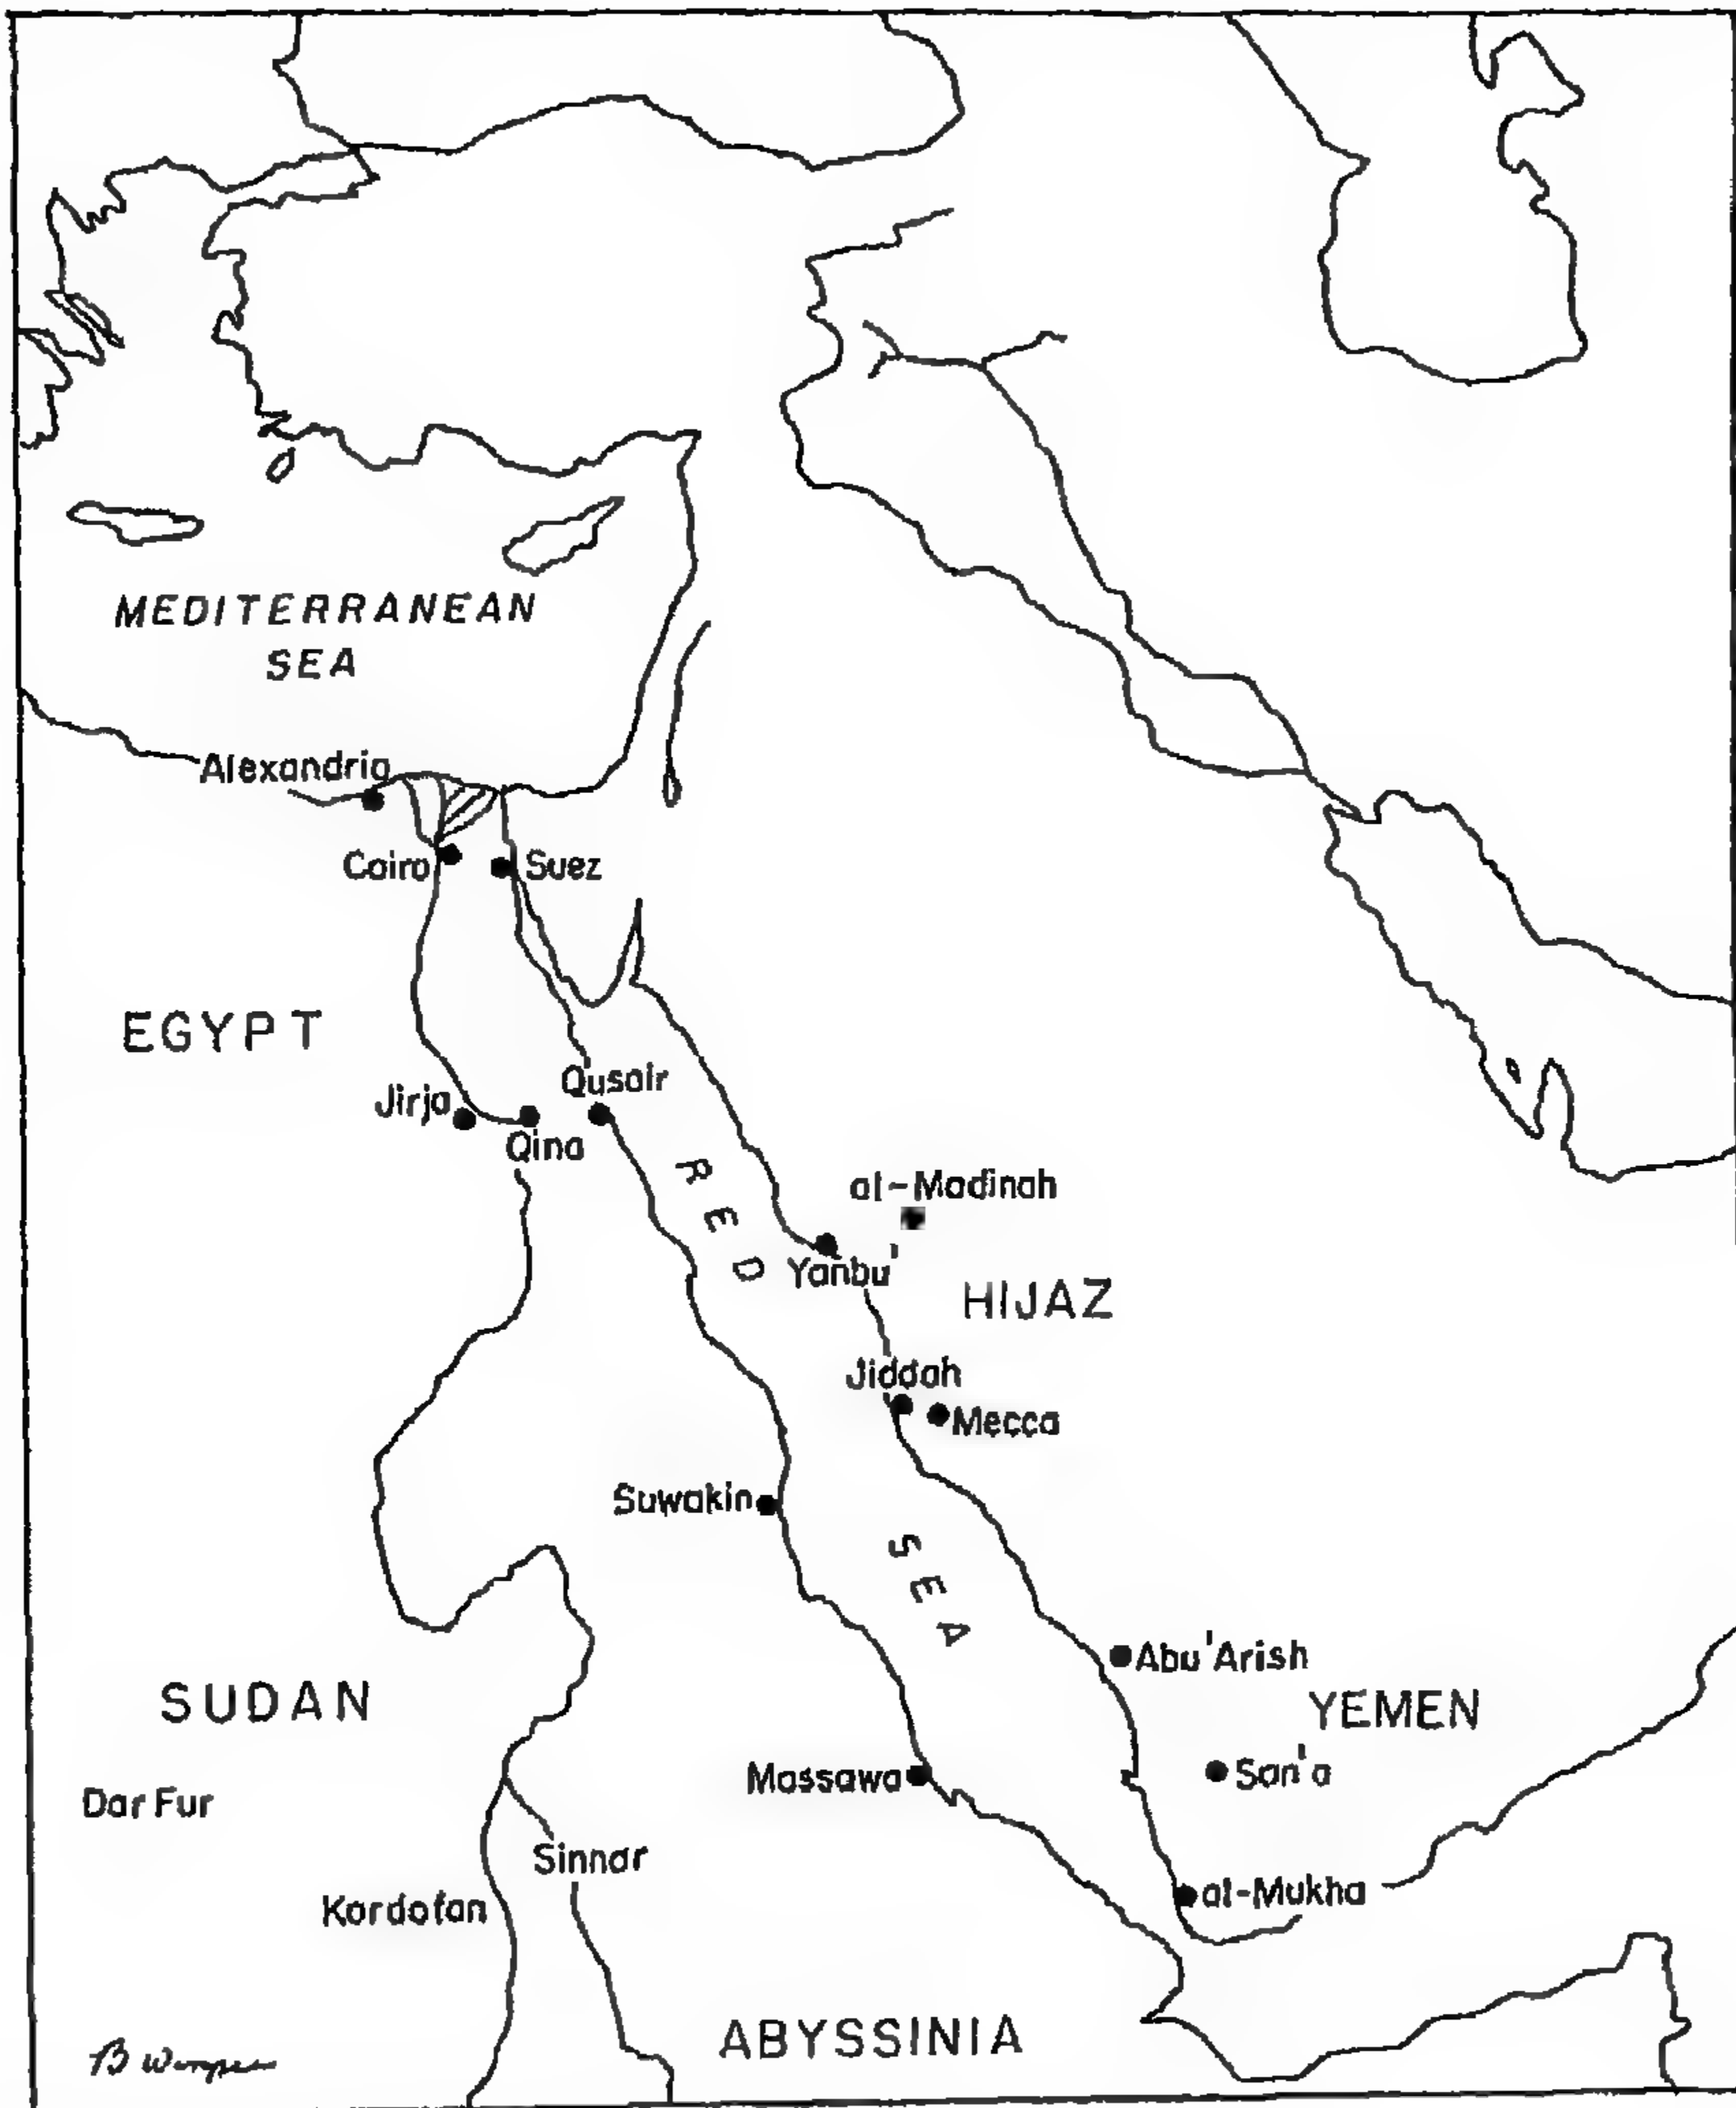 MEDITERRANEAN
SEA
Alexandria
Cairo
Suez
EGYPT
Qusair
Jirja
Qina
RED
al-Madinah
Yanbu'
HIJAZ
Jiddah
Mecca
Suwakin
SEA
Abu 'Arish
SUDAN
YEMEN
Massawa
San'a
Dar Fur
Sinnar
al-Mukha
Kordofan
ABYSSINIA
B